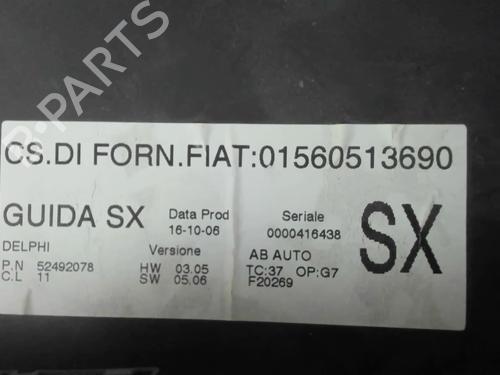 B-PARTS
CS.DI FORN.FIAT:01560513690
GUIDA SX Data Prod 16-10-06 Seriale 0000416438 SX
DELPHI Versione AB AUTO
P.N 52492078 HW 03.05 TC:37 OP:G7
C.L 11 SW 05.06 F20269